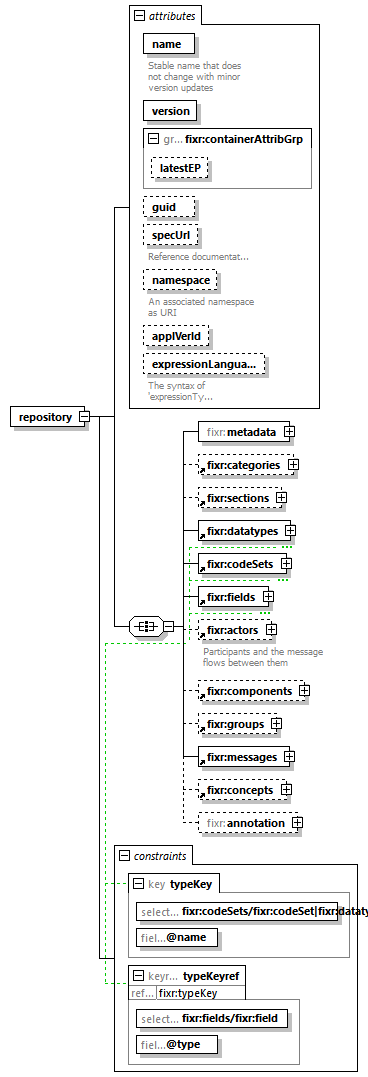 attributes
name
Stable name that does
not change with minor
version updates
version
gr... fixr:containerAttribGrp
latestEP
guid
specUrl
Reference documentat...
namespace
An associated namespace
as URI
applVerId
expressionLangua...
The syntax of
'expressionTy...
repository
fixr:metadata
fixr:categories
fixr:sections
fixr:datatypes
fixr:codeSets
fixr:fields
fixr:actors
Participants and the message
flows between them
fixr:components
fixr:groups
fixr:messages
fixr:concepts
fixr:annotation
constraints
key typeKey
select... fixr:codeSets/fixr:codeSet|fixr:dataty
fiel... @name
keyr... typeKeyref
ref... fixr:typeKey
select... fixr:fields/fixr:field
fiel... @type